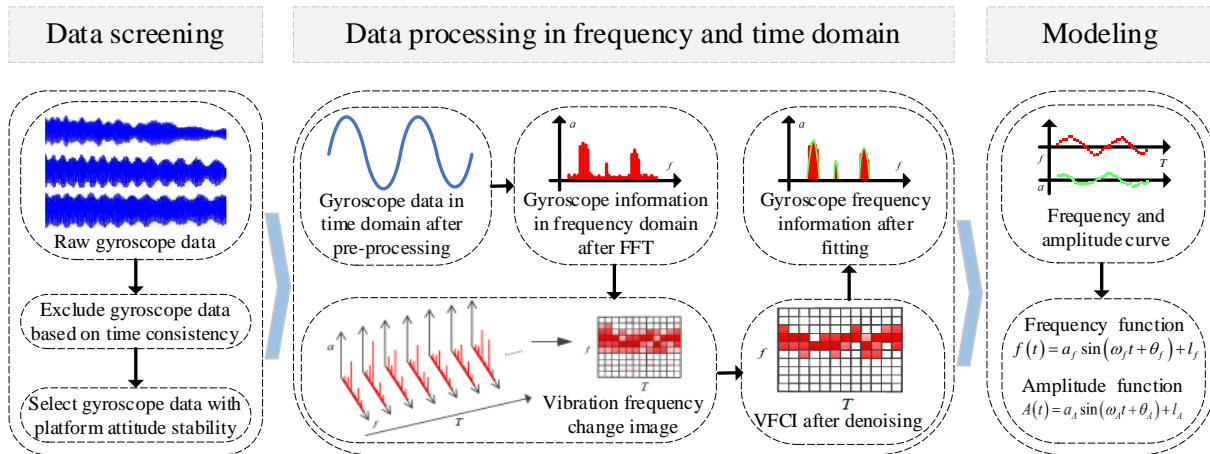 Data screening
Data processing in frequency and time domain
Modeling
Raw gyroscope data
Exclude gyroscope data
based on time consistency
Select gyroscope data with
platform attitude stability
Gyroscope data in
time domain after
pre-processing
a
f
Gyroscope information
in frequency domain
after FFT
a
f
T
......
f
T
Vibration frequency
change image
f
T
VFCI after denoising
a
f
Gyroscope frequency
information after
fitting
f
T
a
Frequency and
amplitude curve
Frequency function
f(t) = a_f sin(ω_f t + θ_f) + l_f
Amplitude function
A(t) = a_A sin(ω_A t + θ_A) + l_A